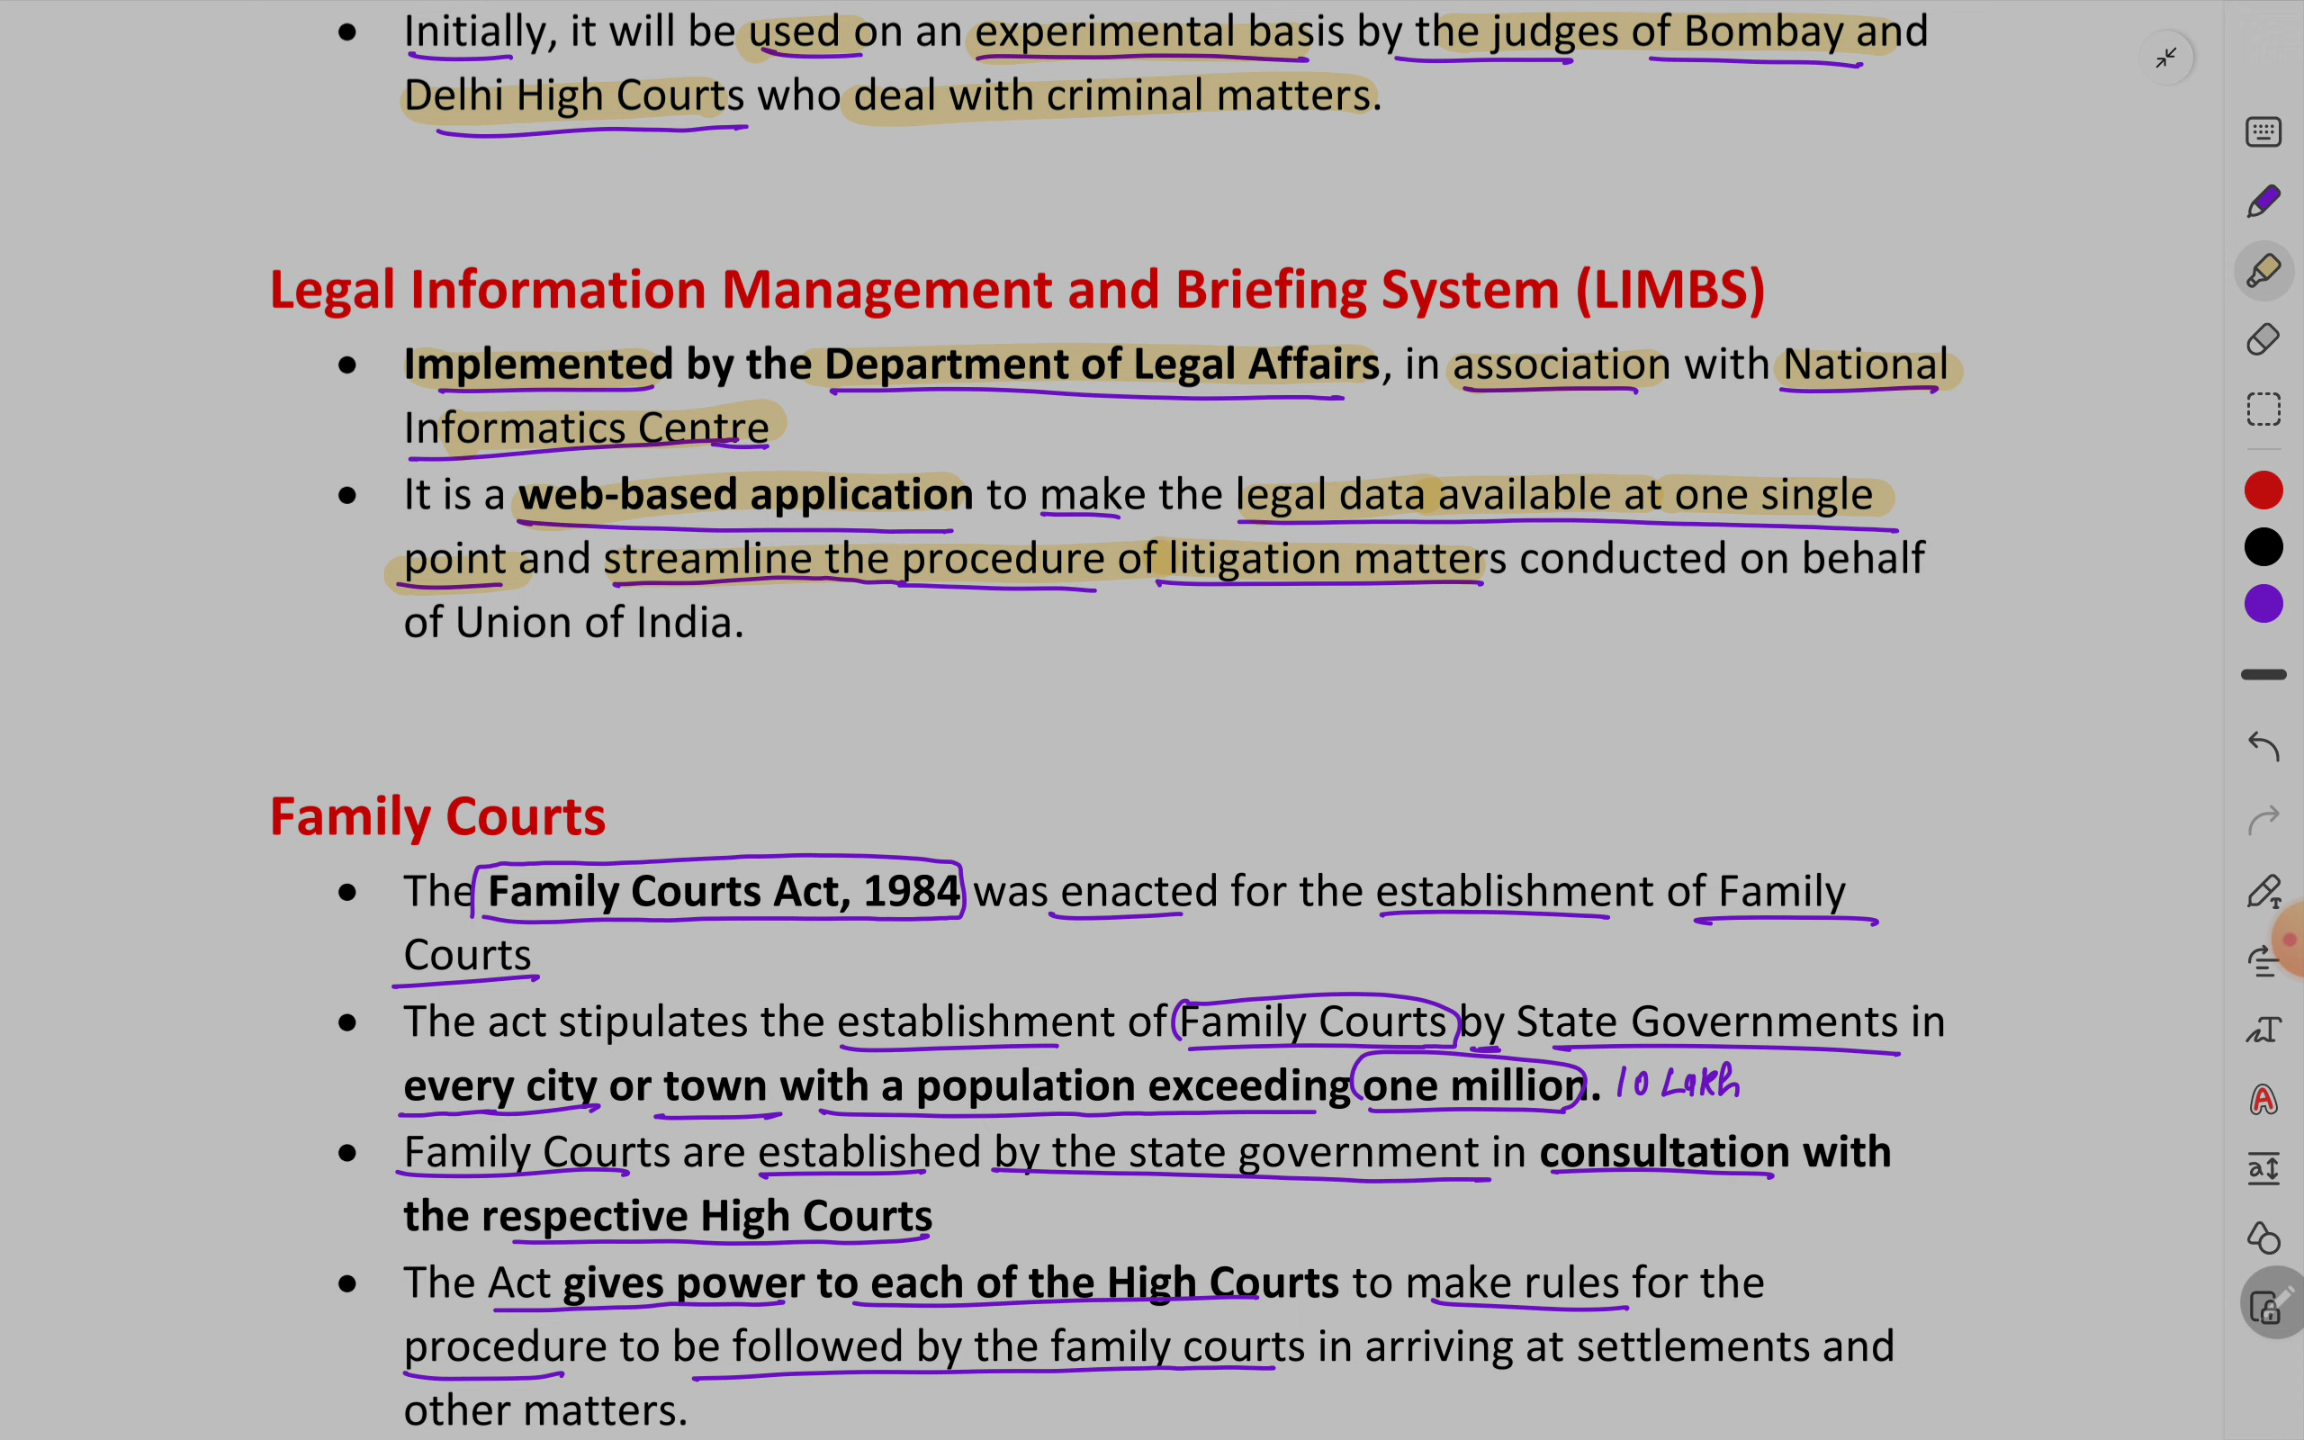 Initially, it will be used on an experimental basis by the judges of Bombay and
Delhi High Courts who deal with criminal matters.
Legal Information Management and Briefing System (LIMBS)
Implemented by the Department of Legal Affairs, in association with National
Informatics Centre
It is a web-based application to make the legal data available at one single
point and streamline the procedure of litigation matters conducted on behalf
of Union of India.
Family Courts
The Family Courts Act, 1984 was enacted for the establishment of Family
Courts
The act stipulates the establishment of Family Courts by State Governments in
every city or town with a population exceeding one million. 10 Lakh
Family Courts are established by the state government in consultation with
the respective High Courts
The Act gives power to each of the High Courts to make rules for the
procedure to be followed by the family courts in arriving at settlements and
other matters.